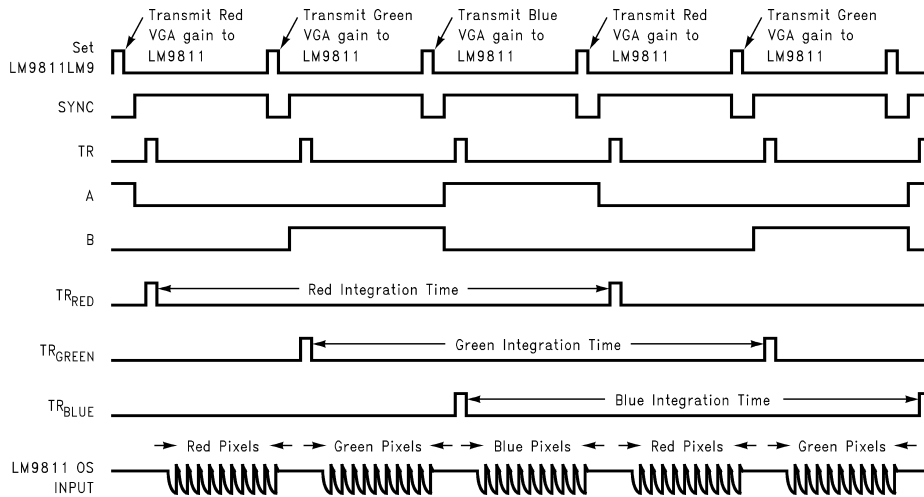 Transmit Red Transmit Green Transmit Blue Transmit Red Transmit Green
VGA gain to VGA gain to VGA gain to VGA gain to VGA gain to
Set LM9811 LM9811 LM9811 LM9811 LM9811
LM9811LM9
SYNC
TR
A
B
TRRED Red Integration Time
TRGREEN Green Integration Time
TRBLUE Blue Integration Time
Red Pixels Green Pixels Blue Pixels Red Pixels Green Pixels
LM9811 OS
INPUT